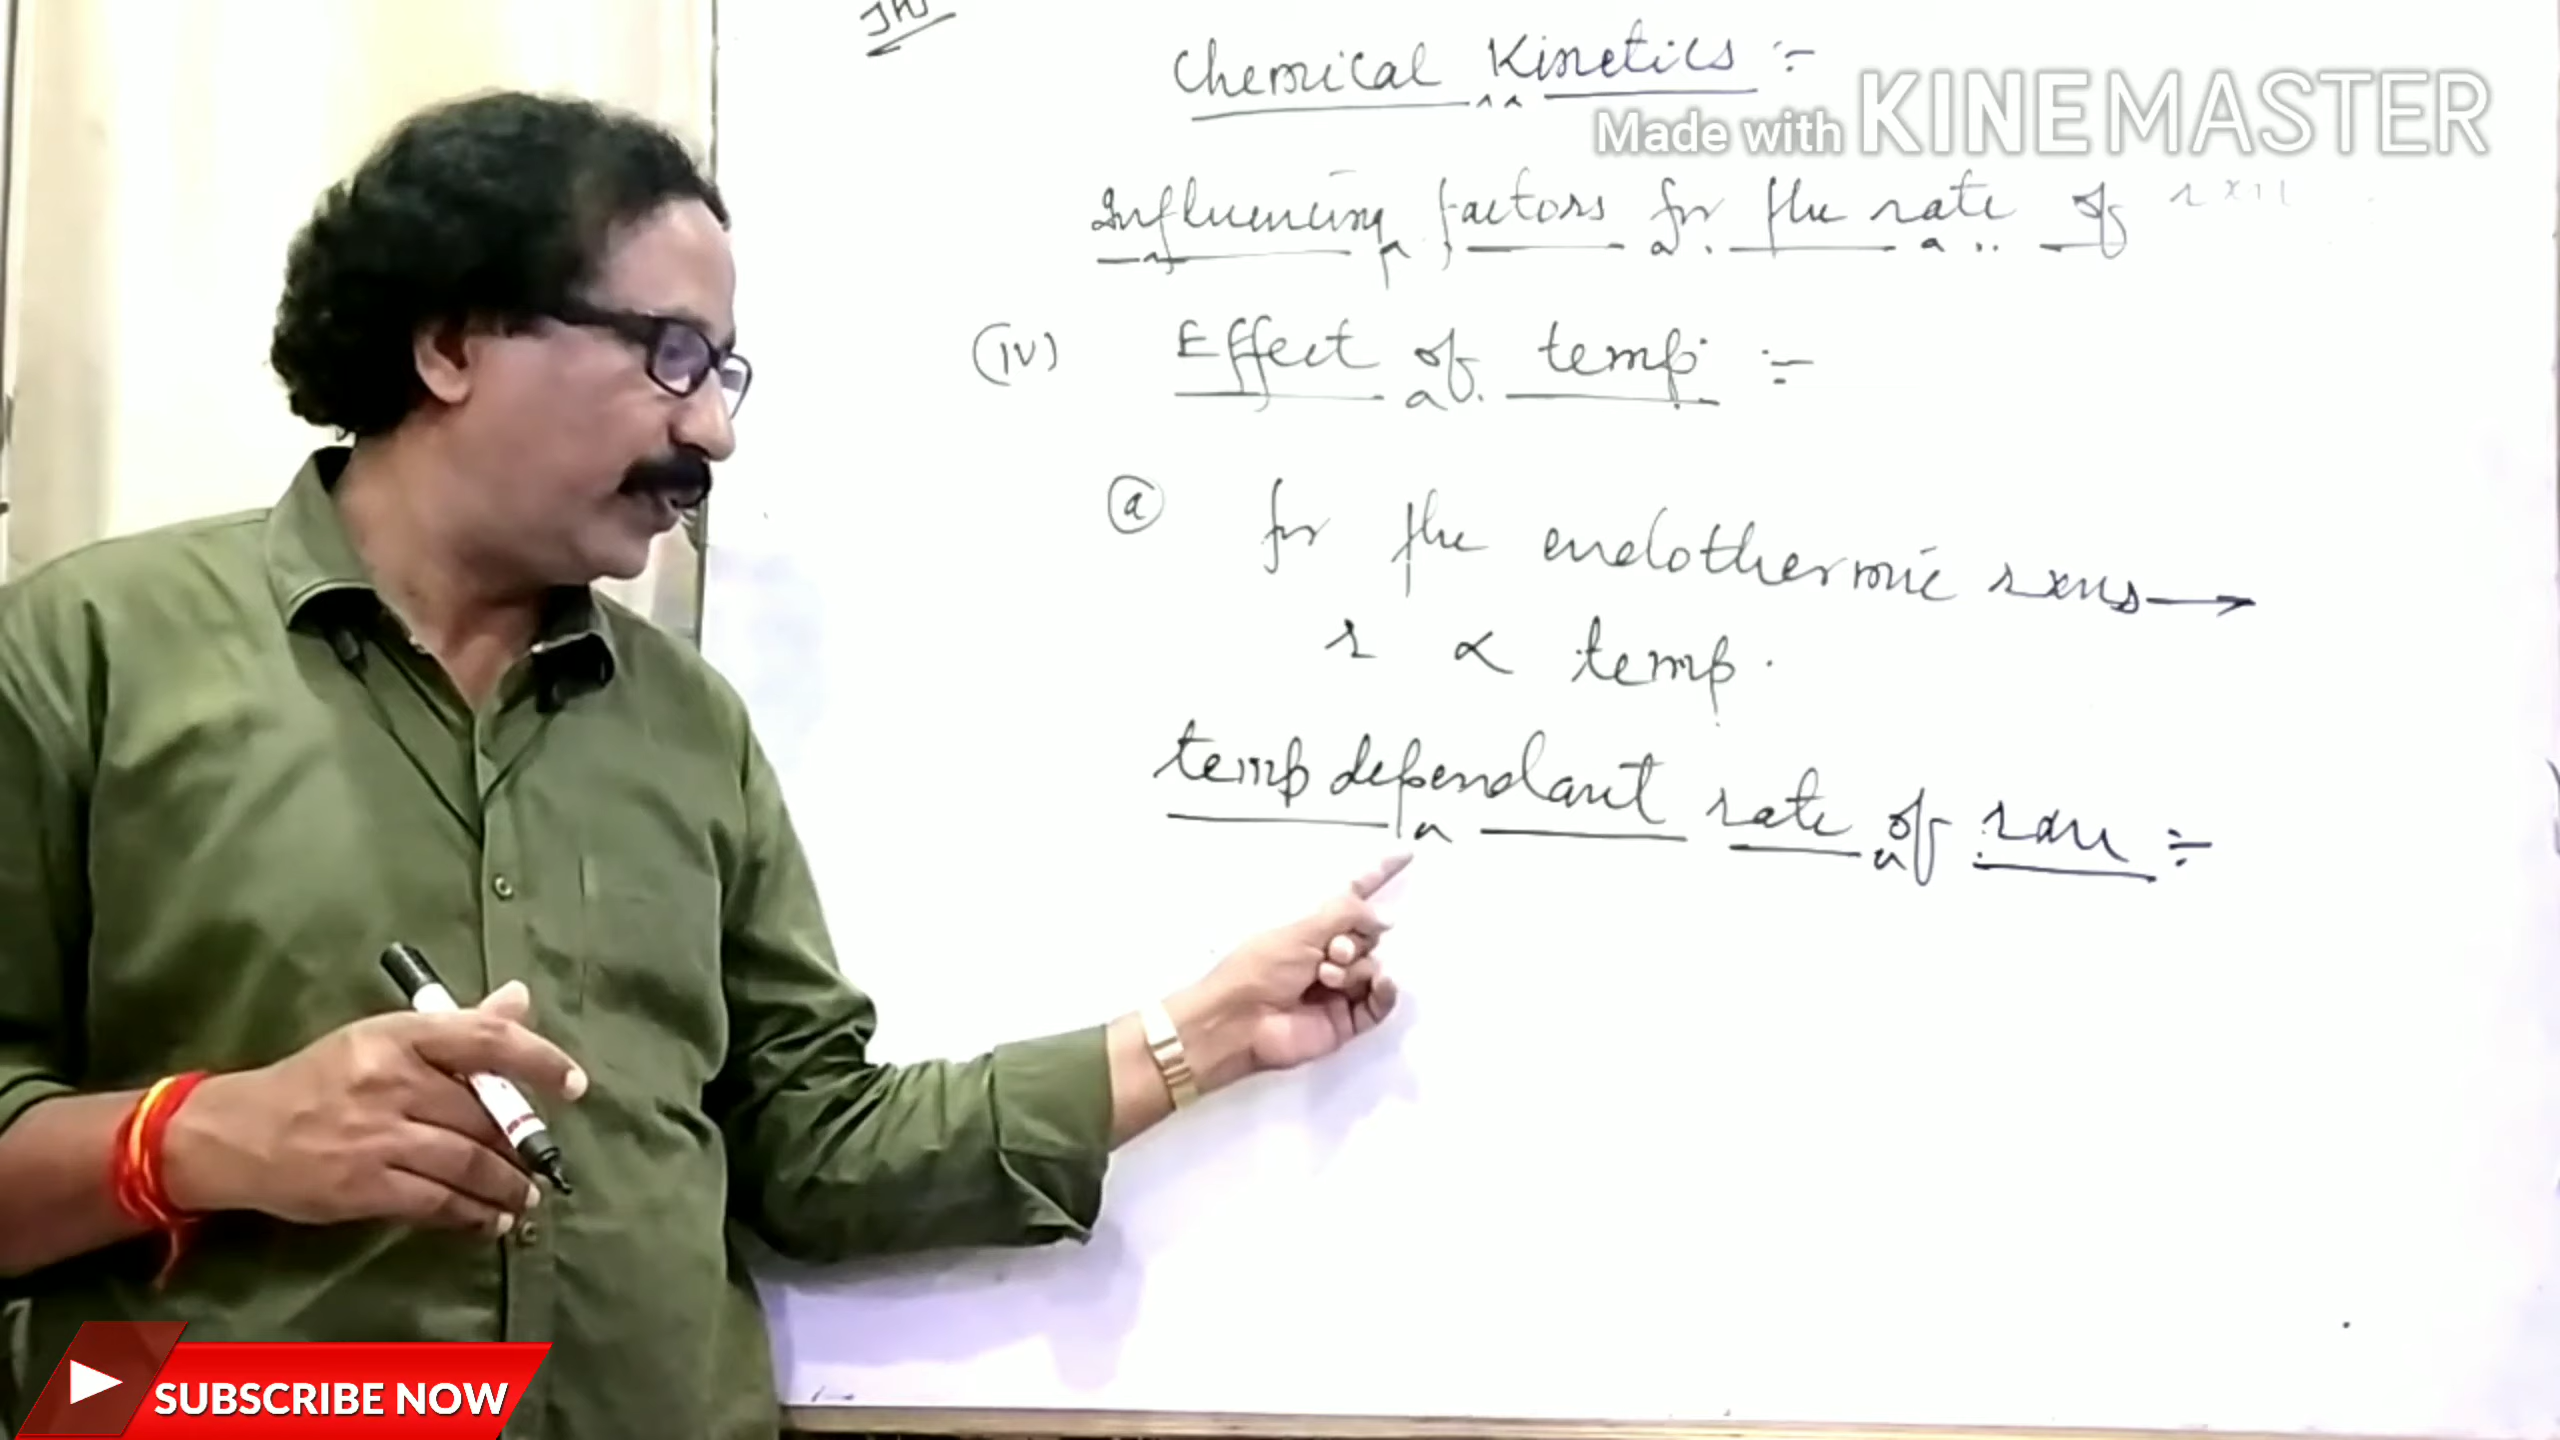 Chemical Kinetics :-
Made with KINEMASTER
Influencing factors for the rate of rxn
(iv) Effect of temp :-
(a) for the endothermic rxns →
r ∝ temp.
temp dependant rate of rxn :-
SUBSCRIBE NOW